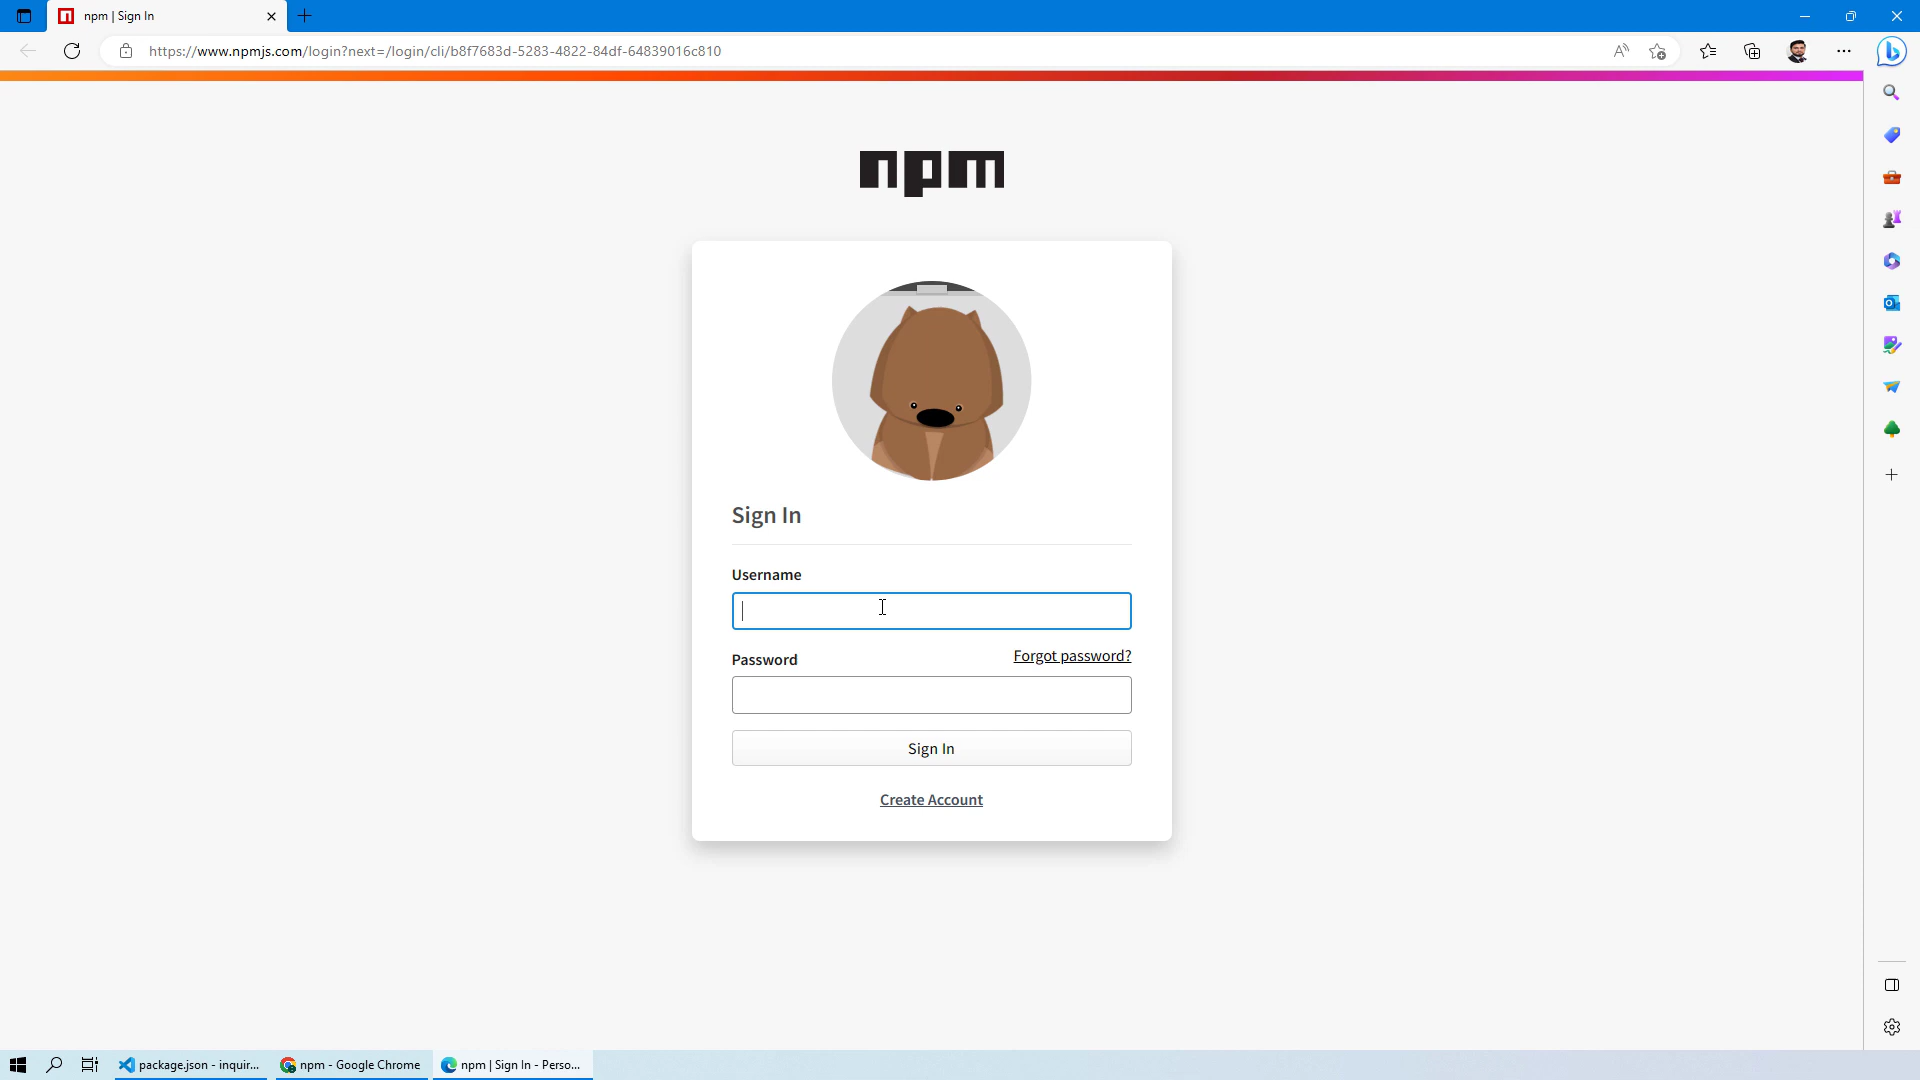 npm | Sign In
https://www.npmjs.com/login?next=/login/cli/b8f7683d-5283-4822-84df-64839016c810
npm
Sign In
Username
Password
Forgot password?
Sign In
Create Account
package.json - inquir...
npm - Google Chrome
npm | Sign In - Perso...